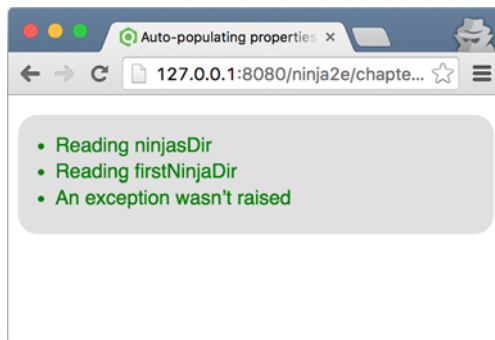 Auto-populating properties
127.0.0.1:8080/ninja2e/chapte...
• Reading ninjasDir
• Reading firstNinjaDir
• An exception wasn't raised